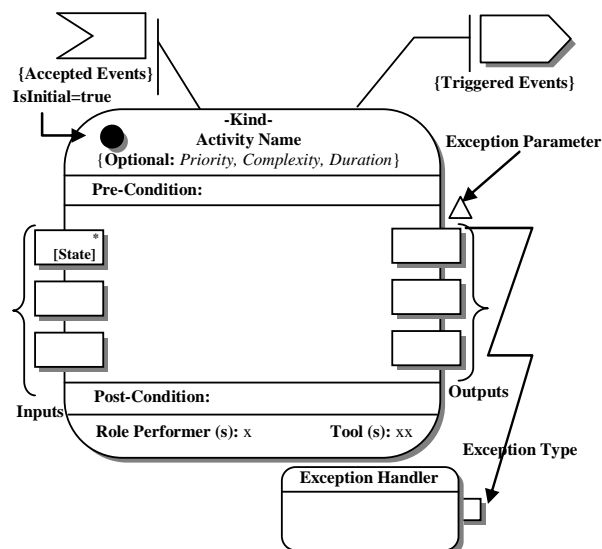 {Accepted Events}
{Triggered Events}
IsInitial=true
-Kind-
Activity Name
{Optional: Priority, Complexity, Duration}
Exception Parameter
Pre-Condition:
*
[State]
Inputs
Outputs
Post-Condition:
Role Performer (s): x Tool (s): xx
Exception Type
Exception Handler